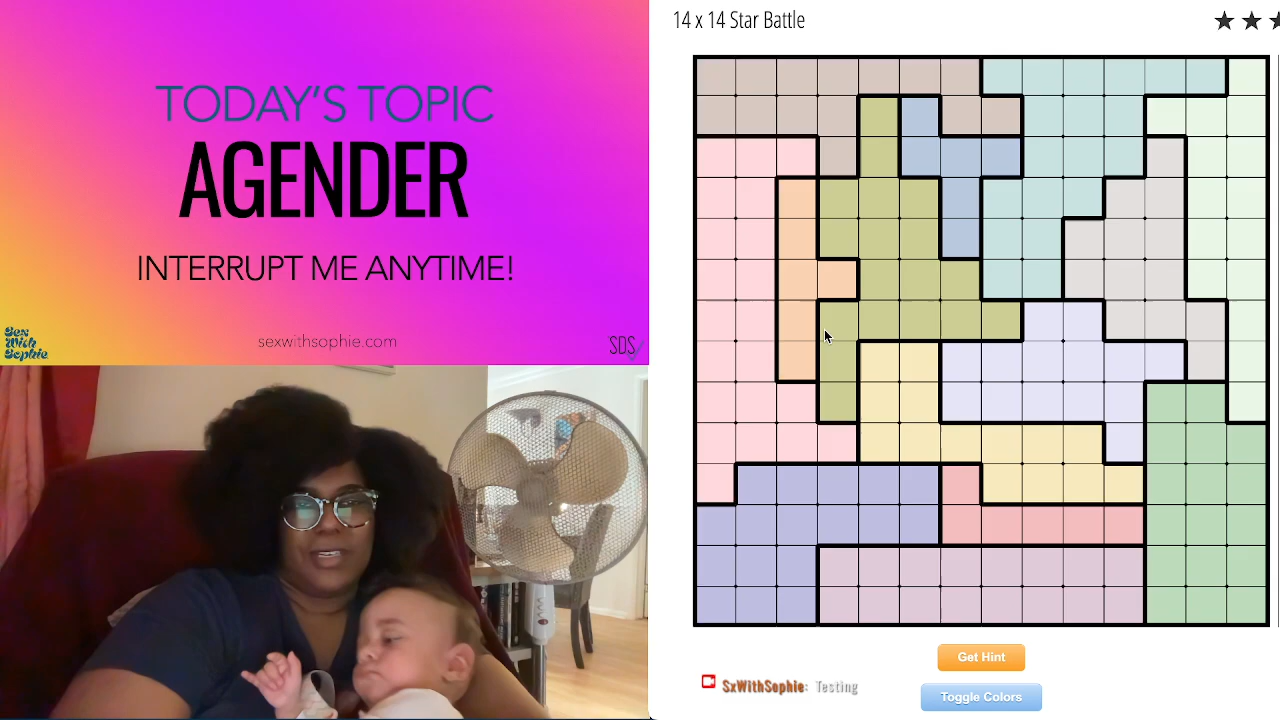 TODAY'S TOPIC
AGENDER
INTERRUPT ME ANYTIME!
Sex
With
Sophie
sexwithsophie.com
SDS
14 x 14 Star Battle
Get Hint
SxWithSophie: Testing
Toggle Colors